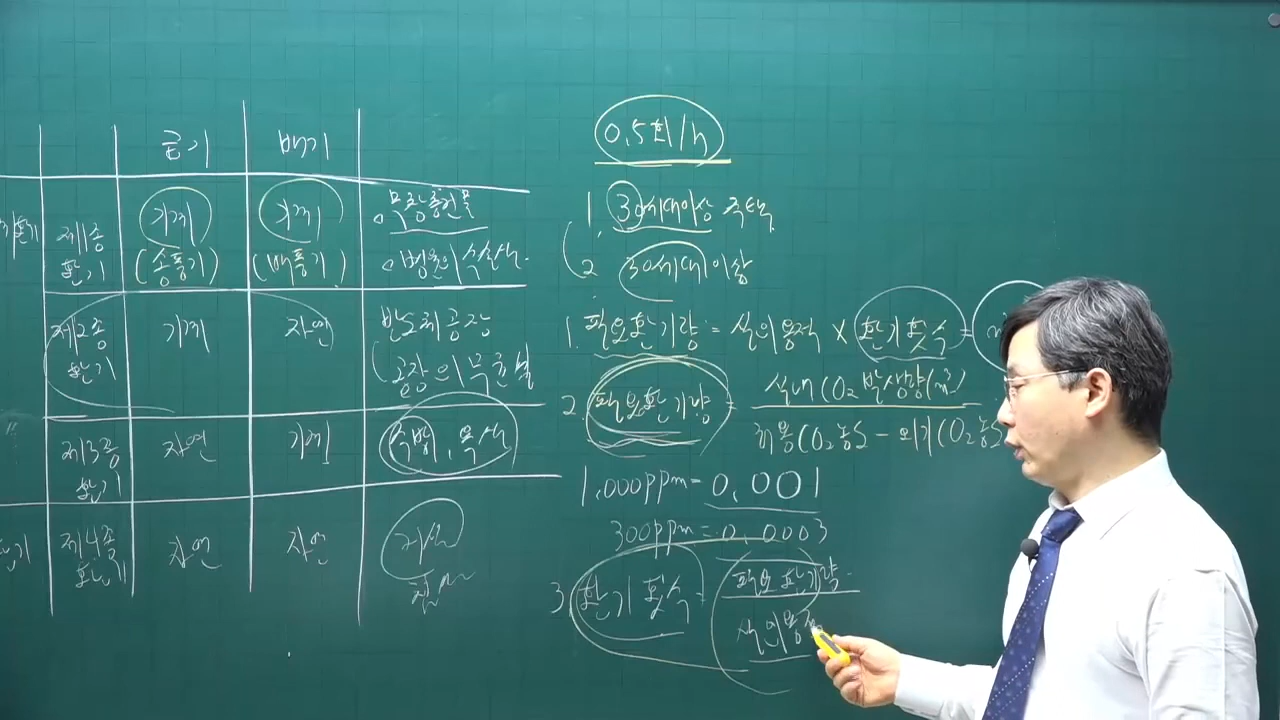 급기 배기
제1종 환기
기계 (송풍기)
기계 (배풍기)
병원의 수술실
제2종 환기
기계
자연
반도체공장
(공장의 무균실
제3종 환기
자연
기계
주방, 욕실
제4종 환기
자연
자연
0.5회/h
1. 30세대이상 주택
2. 30세대이상
1. 필요환기량 = 실의용적 × 환기횟수 =
2. 필요환기량 = 실내CO2발생량(m³)
허용CO2농도 - 외기CO2농도
1,000ppm = 0.001
300ppm = 0.0003
3. 환기횟수 = 필요환기량
실의용적